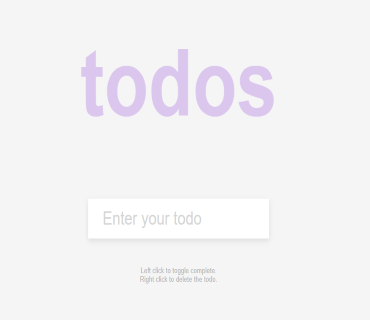 todos
Enter your todo
Left click to toggle complete.
Right click to delete the todo.